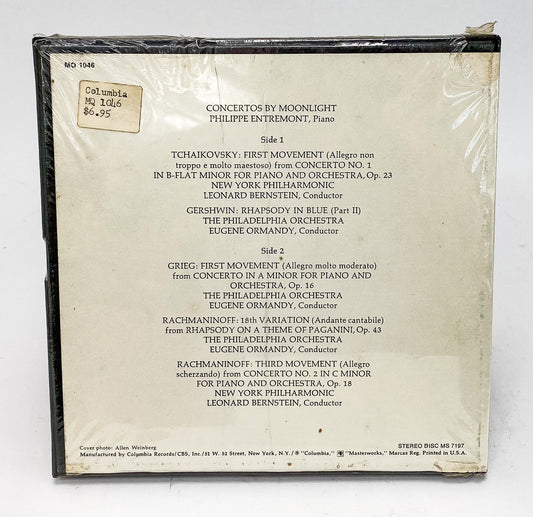 MQ 1046
Columbia
MQ 1046
$6.95
CONCERTOS BY MOONLIGHT
PHILIPPE ENTREMONT, Piano
Side 1
TCHAIKOVSKY: FIRST MOVEMENT (Allegro non
troppo e molto maestoso) from CONCERTO NO. 1
IN B-FLAT MINOR FOR PIANO AND ORCHESTRA, Op. 23
NEW YORK PHILHARMONIC
LEONARD BERNSTEIN, Conductor
GERSHWIN: RHAPSODY IN BLUE (Part II)
THE PHILADELPHIA ORCHESTRA
EUGENE ORMANDY, Conductor
Side 2
GRIEG: FIRST MOVEMENT (Allegro molto moderato)
from CONCERTO IN A MINOR FOR PIANO AND
ORCHESTRA, Op. 16
THE PHILADELPHIA ORCHESTRA
EUGENE ORMANDY, Conductor
RACHMANINOFF: 18th VARIATION (Andante cantabile)
from RHAPSODY ON A THEME OF PAGANINI, Op. 43
THE PHILADELPHIA ORCHESTRA
EUGENE ORMANDY, Conductor
RACHMANINOFF: THIRD MOVEMENT (Allegro
scherzando) from CONCERTO NO. 2 IN C MINOR
FOR PIANO AND ORCHESTRA, Op. 18
NEW YORK PHILHARMONIC
LEONARD BERNSTEIN, Conductor
Cover photo: Allen Weinberg
STEREO DISC MS 7197
Manufactured by Columbia Records/CBS, Inc./51 W. 52 Street, New York, N.Y./® "Columbia," "Masterworks," Marcas Reg. Printed in U.S.A.